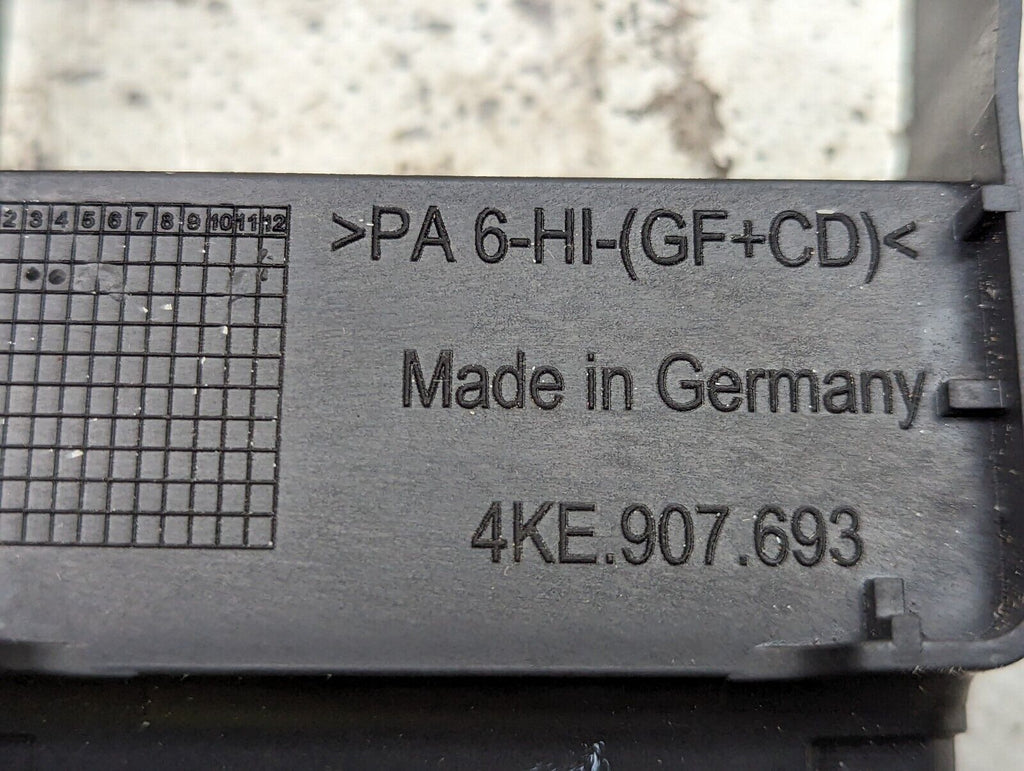 2 3 4 5 6 7 8 9 10 11 12
>PA 6-HI-(GF+CD)<
Made in Germany
4KE.907.693